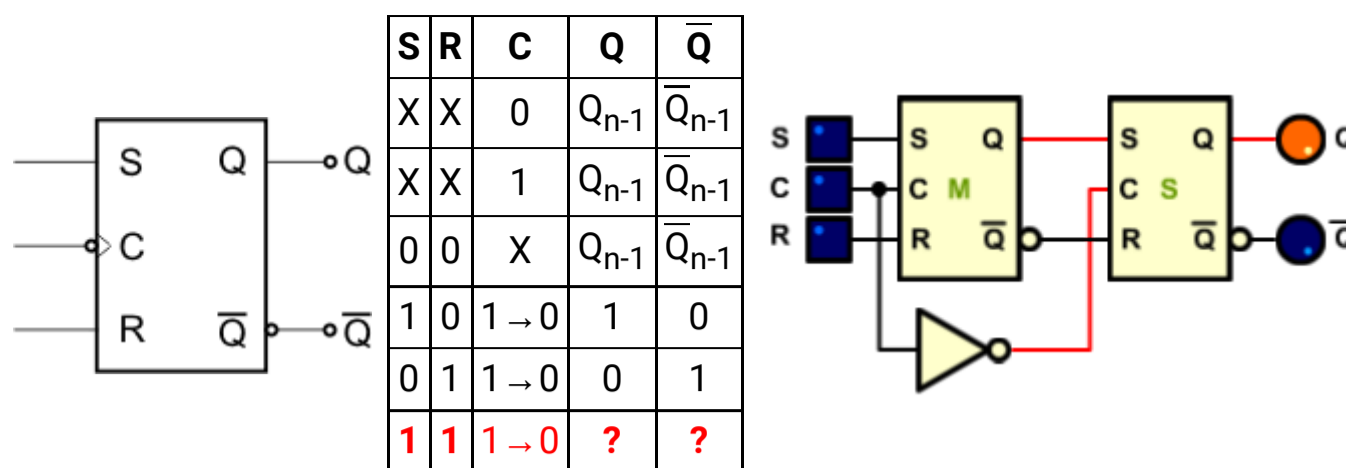 S Q Q
C
R Q̅ Q̅
S R C Q Q̅
X X 0 Qn-1 Q̅n-1
X X 1 Qn-1 Q̅n-1
0 0 X Qn-1 Q̅n-1
1 0 1→0 1 0
0 1 1→0 0 1
1 1 1→0 ? ?
S S Q S Q Q
C C M C S
R R Q̅ R Q̅ Q̅